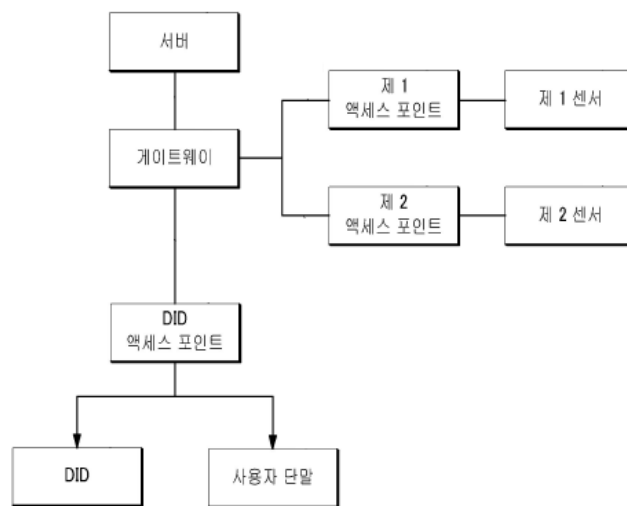 서버
제 1
액세스 포인트
제 1 센서
게이트웨이
제 2
액세스 포인트
제 2 센서
DID
액세스 포인트
DID
사용자 단말